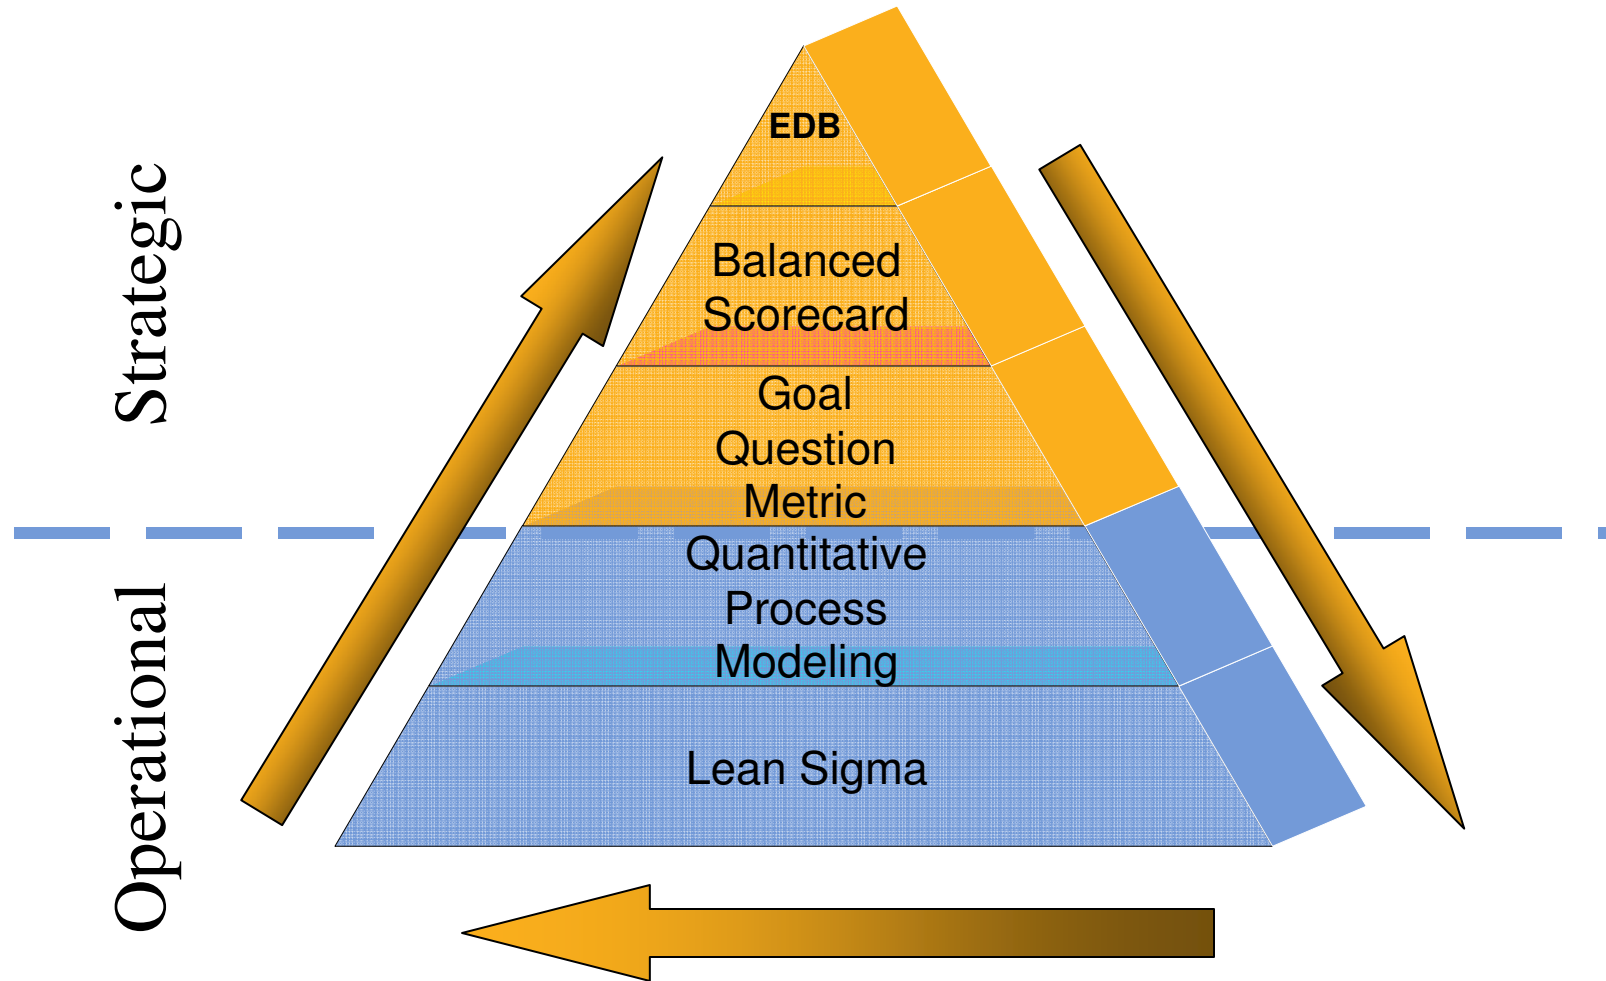 Strategic
EDB
Balanced
Scorecard
Goal
Question
Metric
Operational
Quantitative
Process
Modeling
Lean Sigma